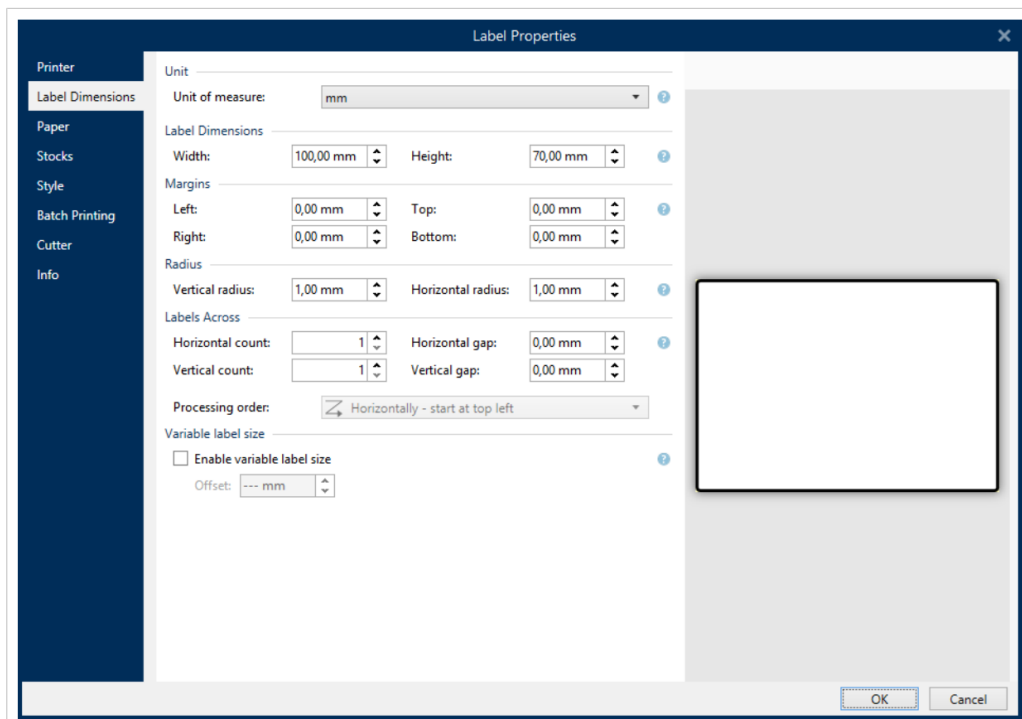 Label Properties
Printer
Label Dimensions
Paper
Stocks
Style
Batch Printing
Cutter
Info
Unit
Unit of measure: mm
Label Dimensions
Width: 100,00 mm Height: 70,00 mm
Margins
Left: 0,00 mm Top: 0,00 mm
Right: 0,00 mm Bottom: 0,00 mm
Radius
Vertical radius: 1,00 mm Horizontal radius: 1,00 mm
Labels Across
Horizontal count: 1 Horizontal gap: 0,00 mm
Vertical count: 1 Vertical gap: 0,00 mm
Processing order: Horizontally - start at top left
Variable label size
Enable variable label size
Offset: --- mm
OK Cancel